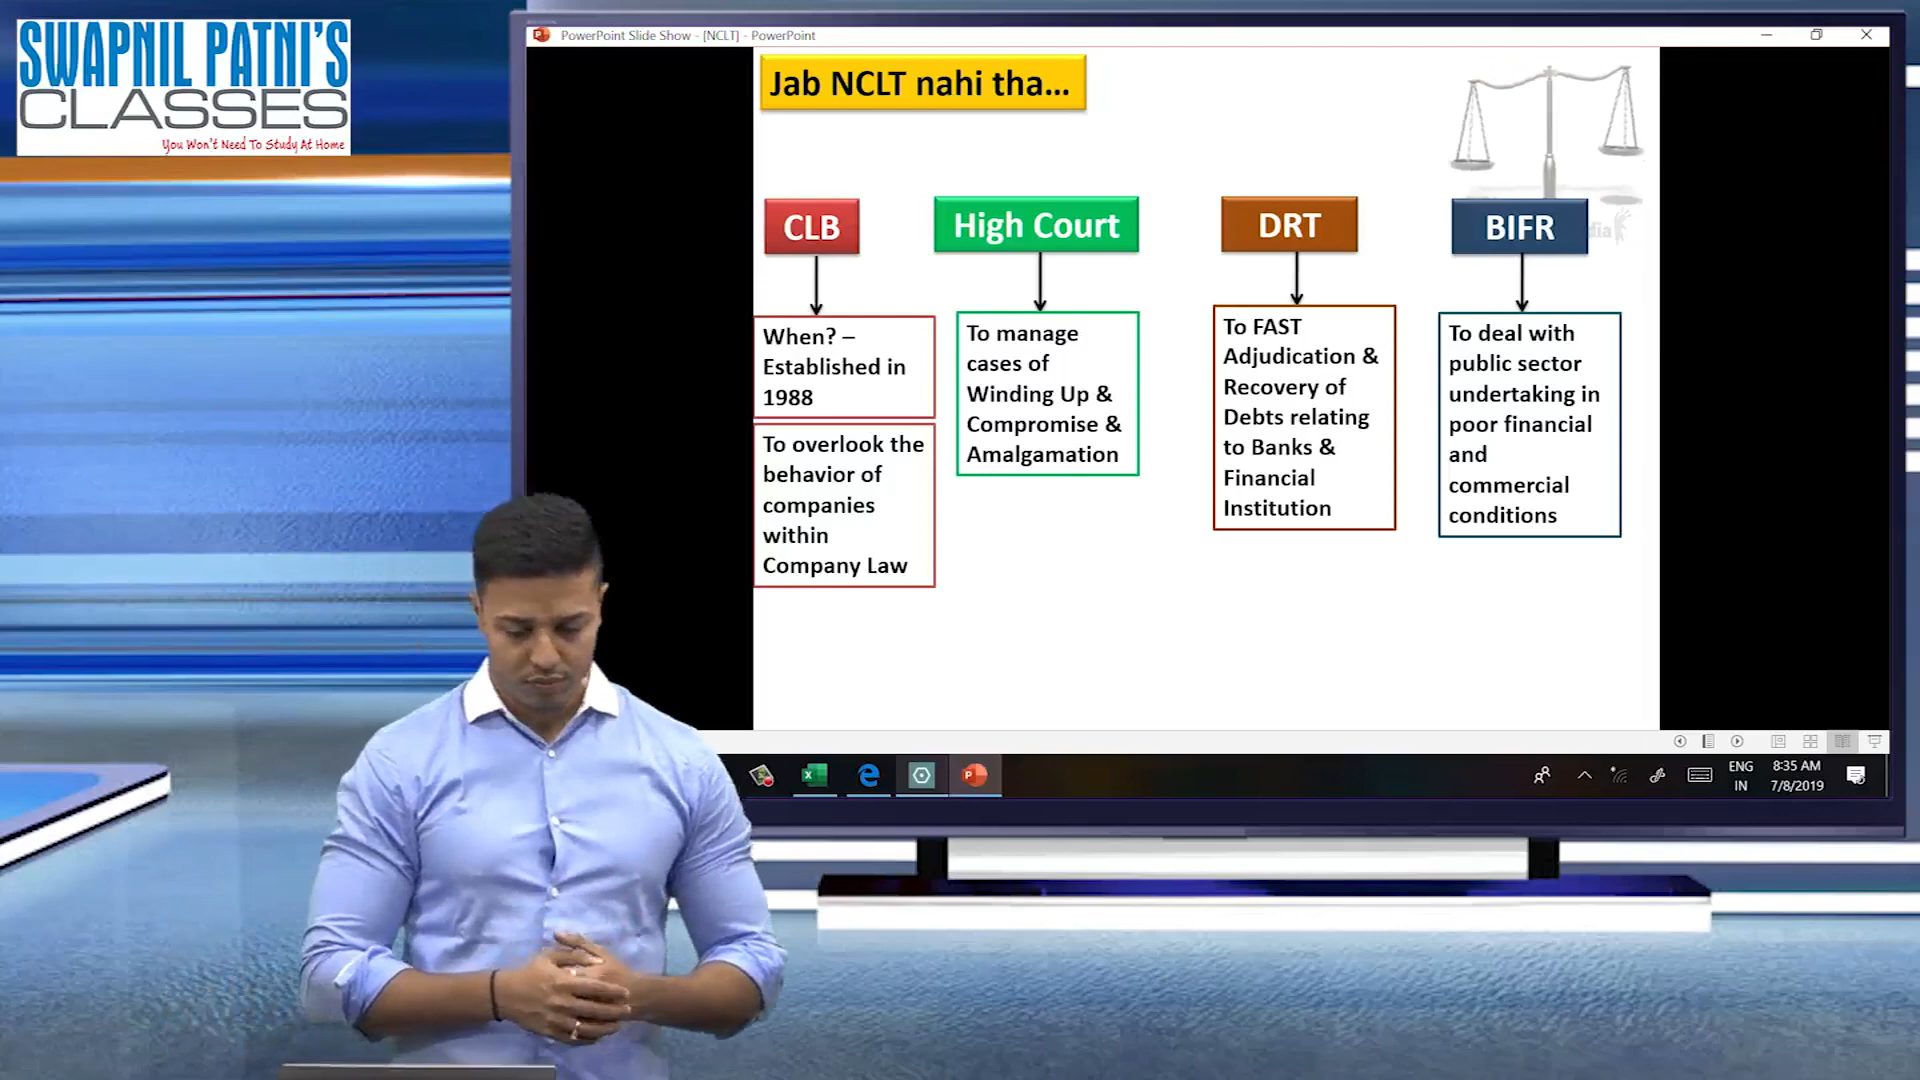 SWAPNIL PATNI'S
CLASSES
You Won't Need To Study At Home
PowerPoint Slide Show - [NCLT] - PowerPoint
Jab NCLT nahi tha...
CLB
High Court
DRT
BIFR
When? –
Established in
1988
To overlook the
behavior of
companies
within
Company Law
To manage
cases of
Winding Up &
Compromise &
Amalgamation
To FAST
Adjudication &
Recovery of
Debts relating
to Banks &
Financial
Institution
To deal with
public sector
undertaking in
poor financial
and
commercial
conditions
ENG
IN
8:35 AM
7/8/2019